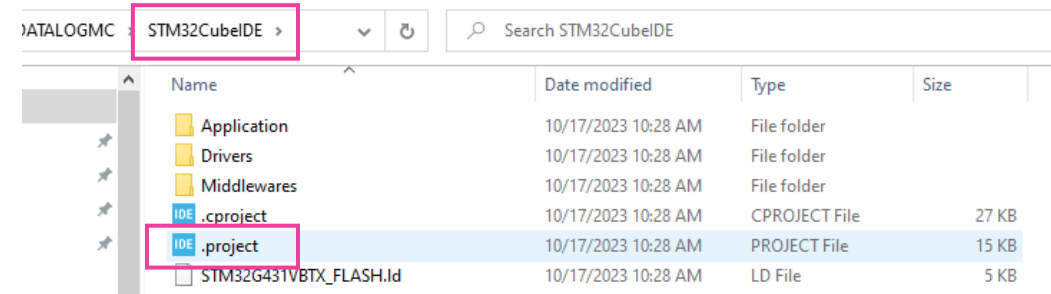 DATALOGMC > STM32CubeIDE >
Search STM32CubeIDE
Name Date modified Type Size
Application 10/17/2023 10:28 AM File folder
Drivers 10/17/2023 10:28 AM File folder
Middlewares 10/17/2023 10:28 AM File folder
IDE .cproject 10/17/2023 10:28 AM CPROJECT File 27 KB
IDE .project 10/17/2023 10:28 AM PROJECT File 15 KB
STM32G431VBTX_FLASH.ld 10/17/2023 10:28 AM LD File 5 KB